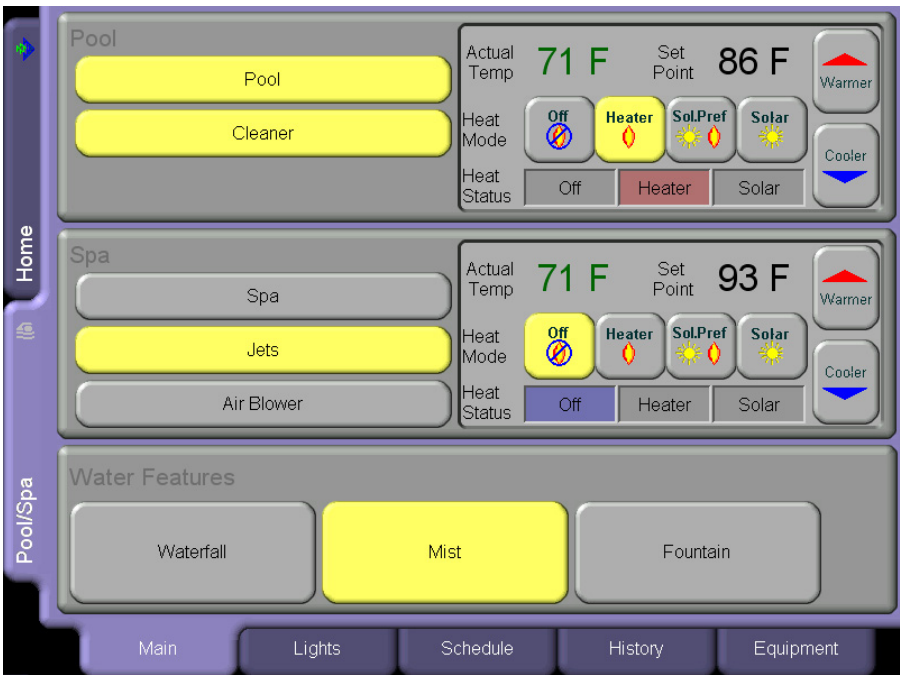 Home
Pool/Spa
Pool
Pool
Cleaner
Actual Temp 71 F Set Point 86 F
Heat Mode Off Heater Sol.Pref Solar
Heat Status Off Heater Solar
Warmer
Cooler
Spa
Spa
Jets
Air Blower
Actual Temp 71 F Set Point 93 F
Heat Mode Off Heater Sol.Pref Solar
Heat Status Off Heater Solar
Warmer
Cooler
Water Features
Waterfall Mist Fountain
Main Lights Schedule History Equipment